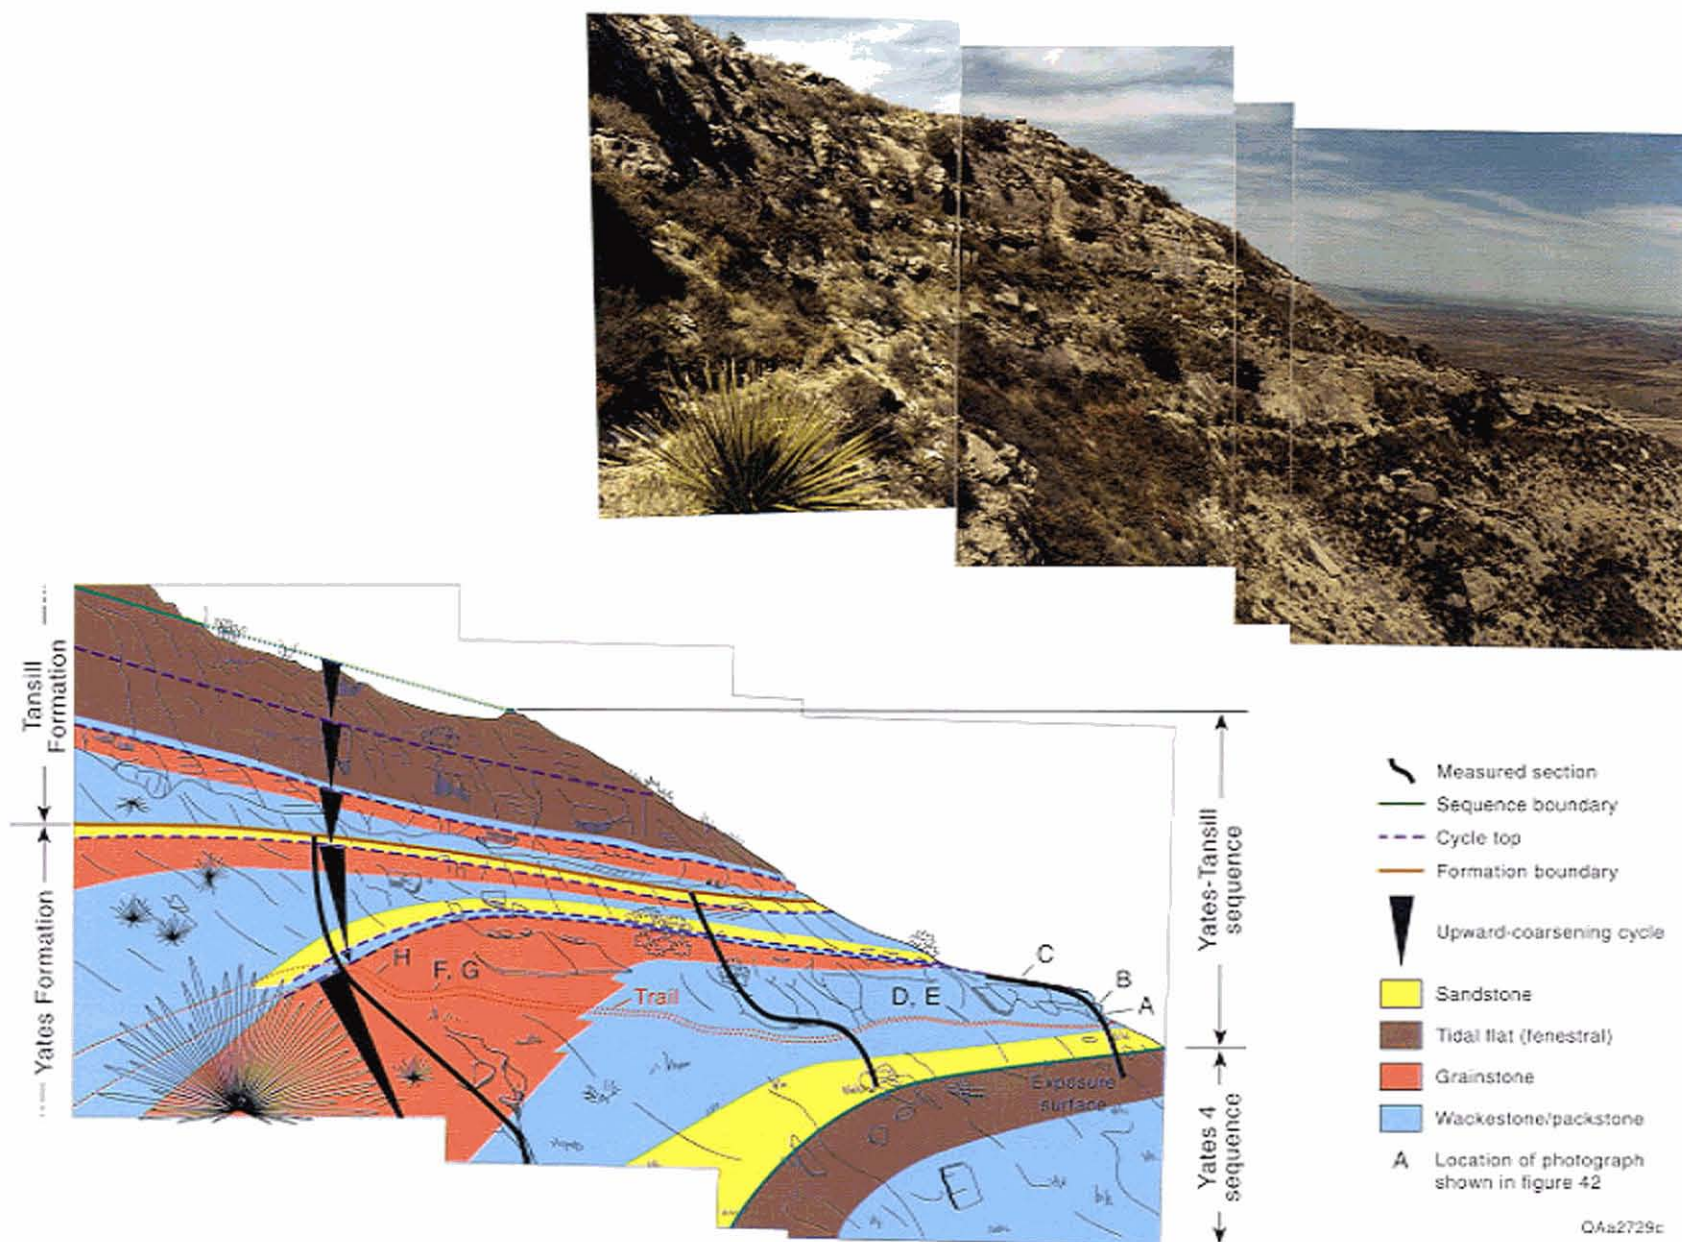 Tansill
Formation
Yates Formation
H
F, G
Trail
D, E
C
B
A
Exposure
surface
Yates-Tansill
sequence
Yates 4
sequence
Measured section
Sequence boundary
Cycle top
Formation boundary
Upward-coarsening cycle
Sandstone
Tidal flat (fenestral)
Grainstone
Wackestone/packstone
A Location of photograph
shown in figure 42
QAa2729c